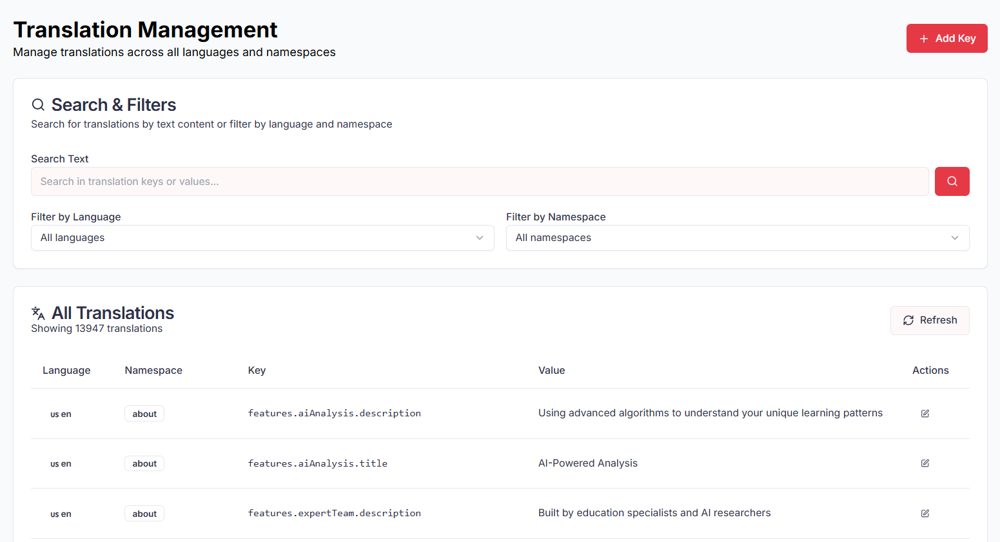 Translation Management
Manage translations across all languages and namespaces
Add Key
Search & Filters
Search for translations by text content or filter by language and namespace
Search Text
Search in translation keys or values...
Filter by Language
Filter by Namespace
All languages
All namespaces
All Translations
Showing 13947 translations
Refresh
Language Namespace Key Value Actions
us en about features.aiAnalysis.description Using advanced algorithms to understand your unique learning patterns
us en about features.aiAnalysis.title AI-Powered Analysis
us en about features.expertTeam.description Built by education specialists and AI researchers